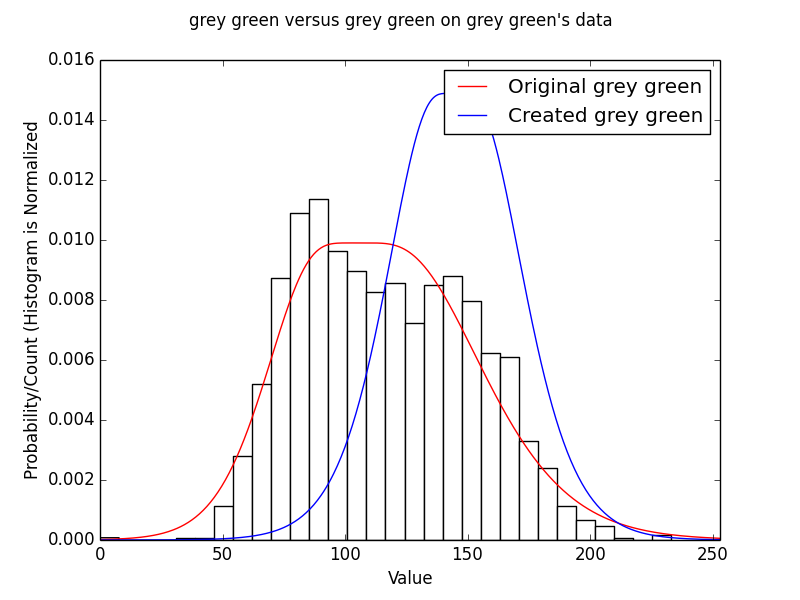 grey green versus grey green on grey green's data
Probability/Count (Histogram is Normalized
0.016
0.014
0.012
0.010
0.008
0.006
0.004
0.002
0.000
Original grey green
Created grey green
0 50 100 150 200 250
Value